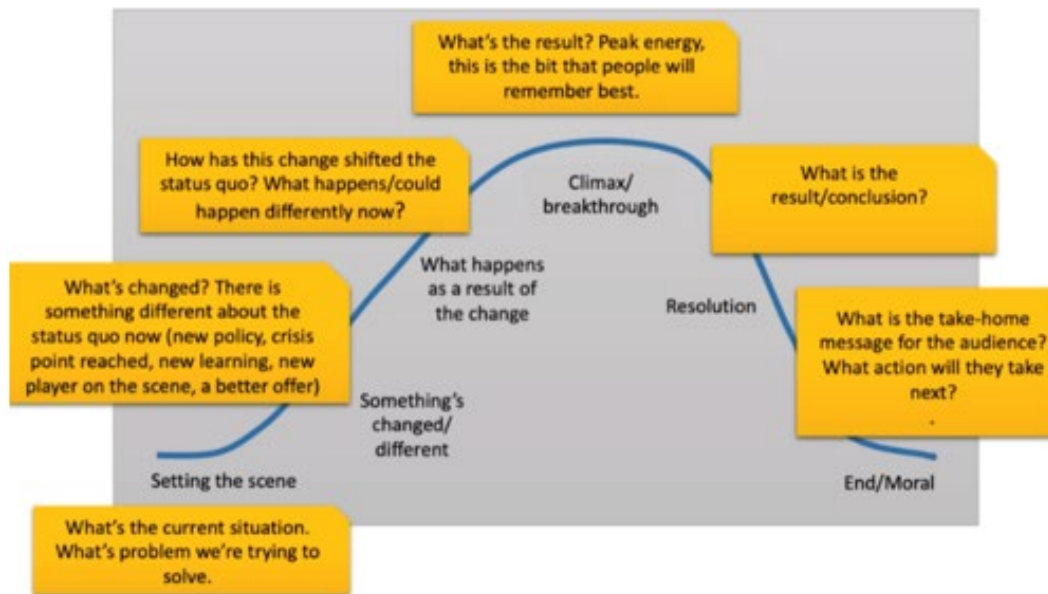 What's the result? Peak energy,
this is the bit that people will
remember best.
How has this change shifted the
status quo? What happens/could
happen differently now?
Climax/
breakthrough
What is the
result/conclusion?
What happens
as a result of
the change
Resolution
What's changed? There is
something different about the
status quo now (new policy, crisis
point reached, new learning, new
player on the scene, a better offer)
What is the take-home
message for the audience?
What action will they take
next?
.
Something's
changed/
different
Setting the scene
End/Moral
What's the current situation.
What's problem we're trying to
solve.